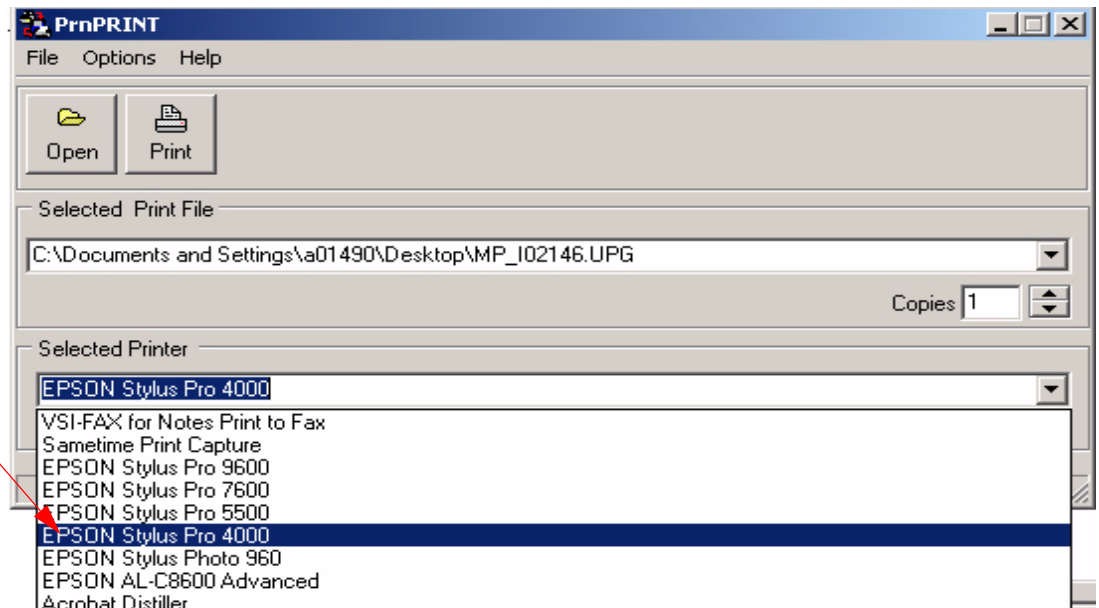 PrnPRINT
File Options Help
Open Print
Selected Print File
C:\Documents and Settings\a01490\Desktop\MP_I02146.UPG
Copies 1
Selected Printer
EPSON Stylus Pro 4000
VSI-FAX for Notes Print to Fax
Sametime Print Capture
EPSON Stylus Pro 9600
EPSON Stylus Pro 7600
EPSON Stylus Pro 5500
EPSON Stylus Pro 4000
EPSON Stylus Photo 960
EPSON AL-C8600 Advanced
Acrobat Distiller